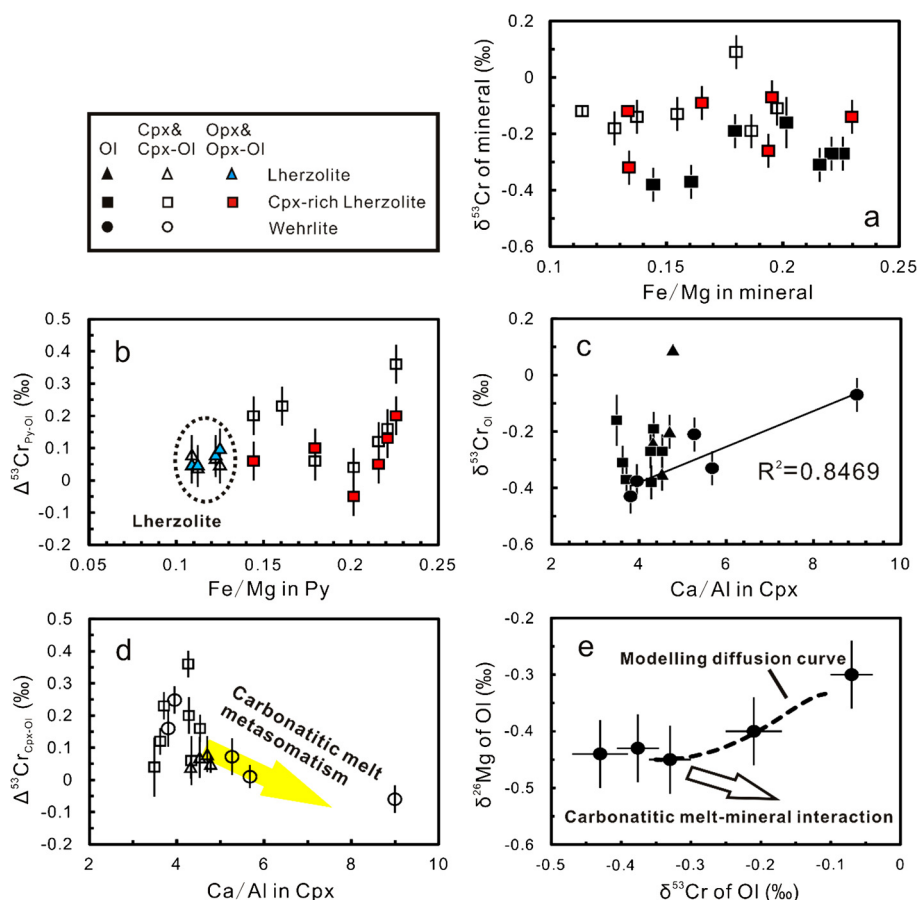 Cpx& Opx&
Ol Cpx-Ol Opx-Ol
Lherzolite
Cpx-rich Lherzolite
Wehrlite
δ⁵³Cr of mineral (‰)
0.2
0
-0.2
-0.4
-0.6
a
0.1 0.15 0.2 0.25
Fe/Mg in mineral
Δ⁵³Cr Py-Ol (‰)
0.5
0.4
0.3
0.2
0.1
0
-0.1
-0.2
b
Lherzolite
0.05 0.1 0.15 0.2 0.25
Fe/Mg in Py
δ⁵³Cr Ol (‰)
0.2
0
-0.2
-0.4
-0.6
c
R²=0.8469
2 4 6 8 10
Ca/Al in Cpx
Δ⁵³Cr Cpx-Ol (‰)
0.5
0.4
0.3
0.2
0.1
0
-0.1
-0.2
d
Carbonatitic melt
metasomatism
2 4 6 8 10
Ca/Al in Cpx
δ²⁶Mg of Ol (‰)
-0.2
-0.3
-0.4
-0.5
-0.6
e
Modelling diffusion curve
Carbonatitic melt-mineral interaction
-0.5 -0.4 -0.3 -0.2 -0.1 0
δ⁵³Cr of Ol (‰)